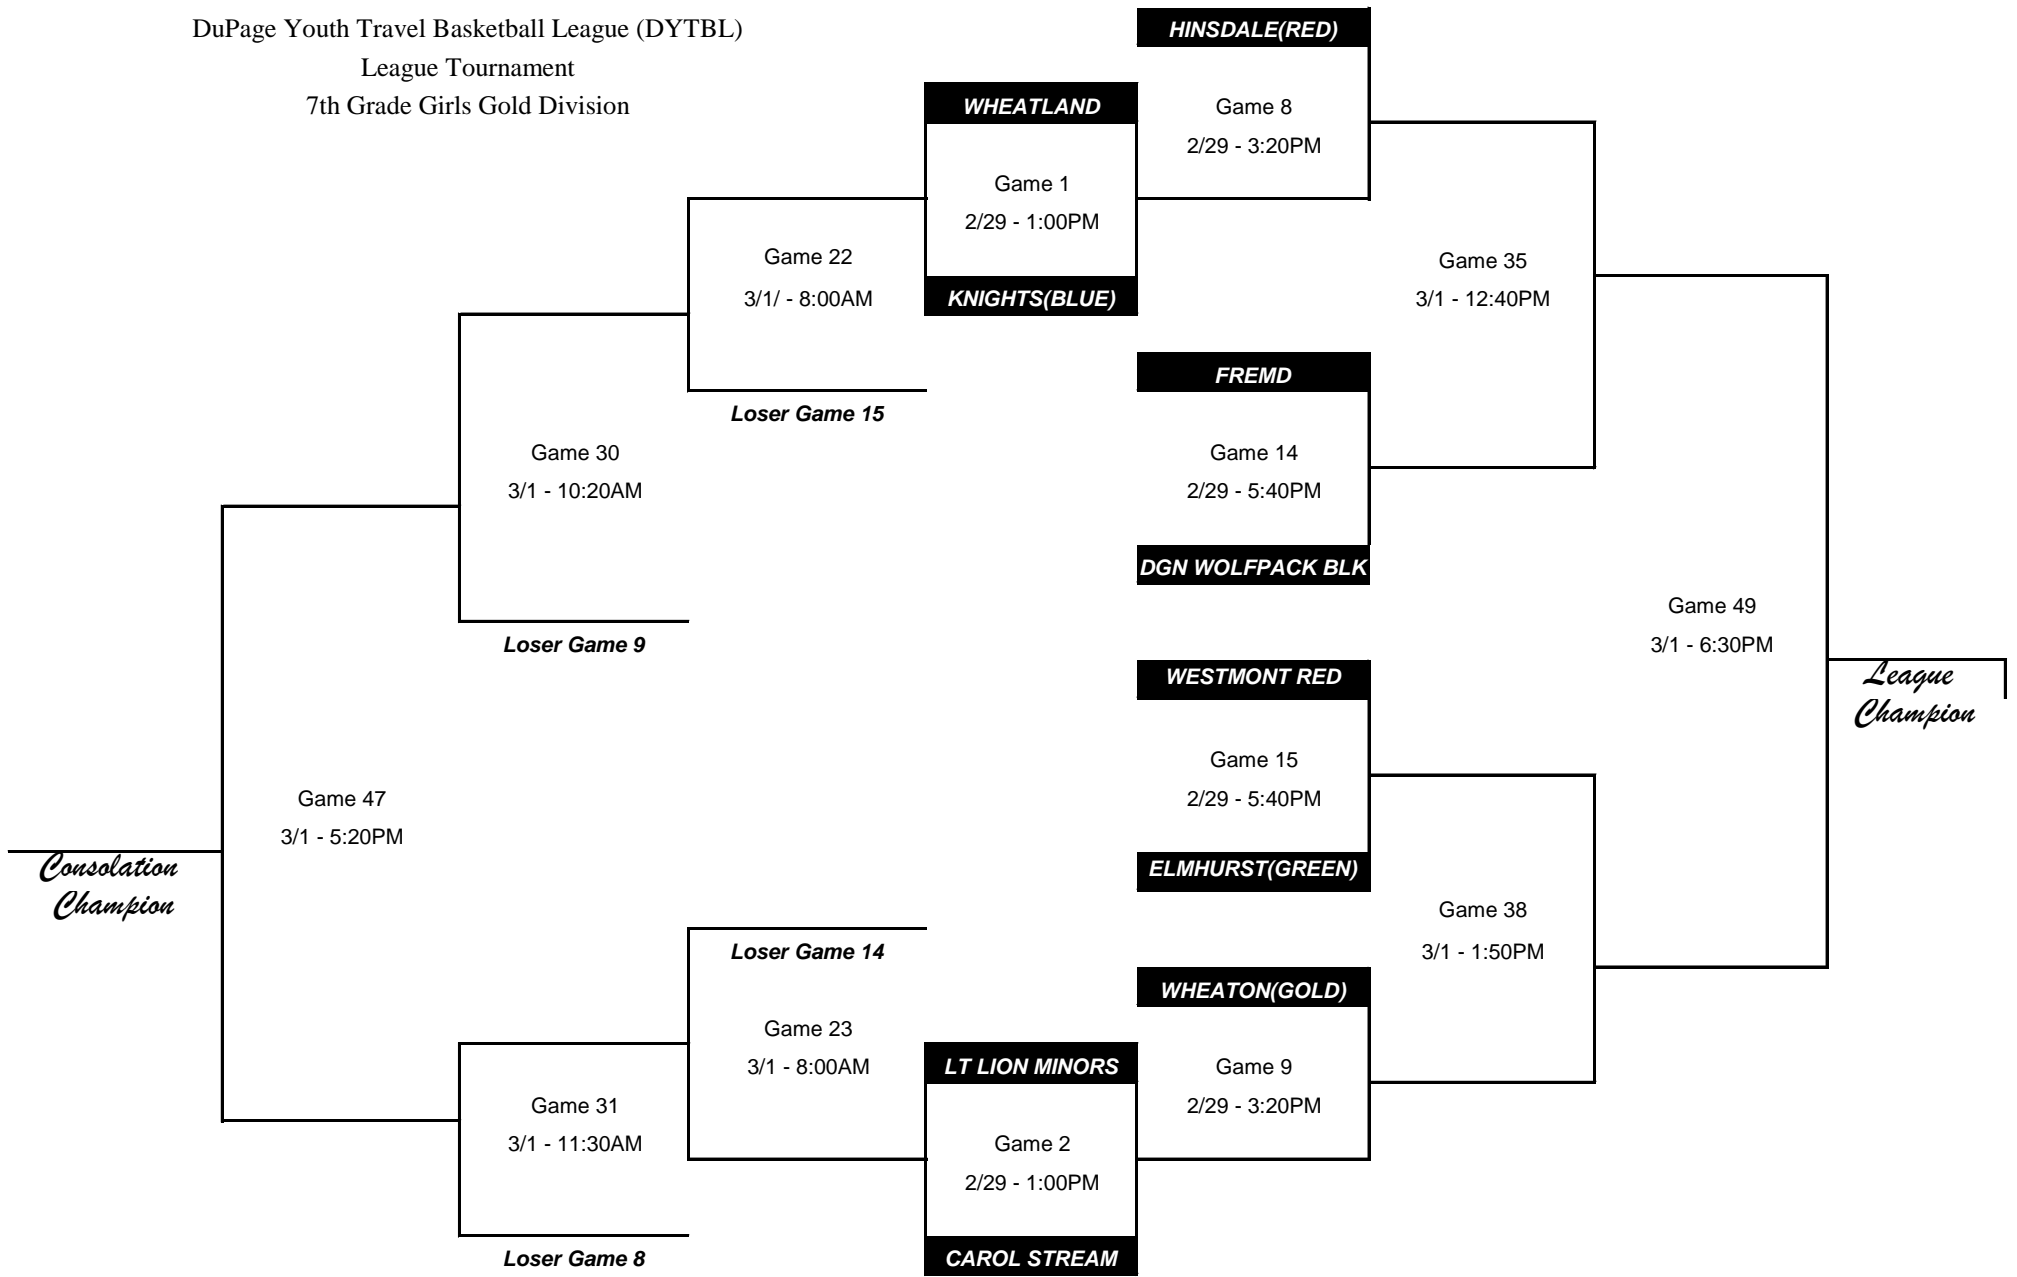 DuPage Youth Travel Basketball League (DYTBL)
League Tournament
7th Grade Girls Gold Division
HINSDALE(RED)
WHEATLAND
Game 8
2/29 - 3:20PM
Game 1
2/29 - 1:00PM
Game 22
3/1/ - 8:00AM
KNIGHTS(BLUE)
Game 35
3/1 - 12:40PM
FREMD
Loser Game 15
Game 30
3/1 - 10:20AM
Game 14
2/29 - 5:40PM
DGN WOLFPACK BLK
Game 49
3/1 - 6:30PM
Loser Game 9
WESTMONT RED
League
Champion
Game 15
2/29 - 5:40PM
Game 47
3/1 - 5:20PM
Consolation
Champion
ELMHURST(GREEN)
Game 38
3/1 - 1:50PM
Loser Game 14
WHEATON(GOLD)
Game 23
3/1 - 8:00AM
LT LION MINORS
Game 9
2/29 - 3:20PM
Game 31
3/1 - 11:30AM
Game 2
2/29 - 1:00PM
Loser Game 8
CAROL STREAM